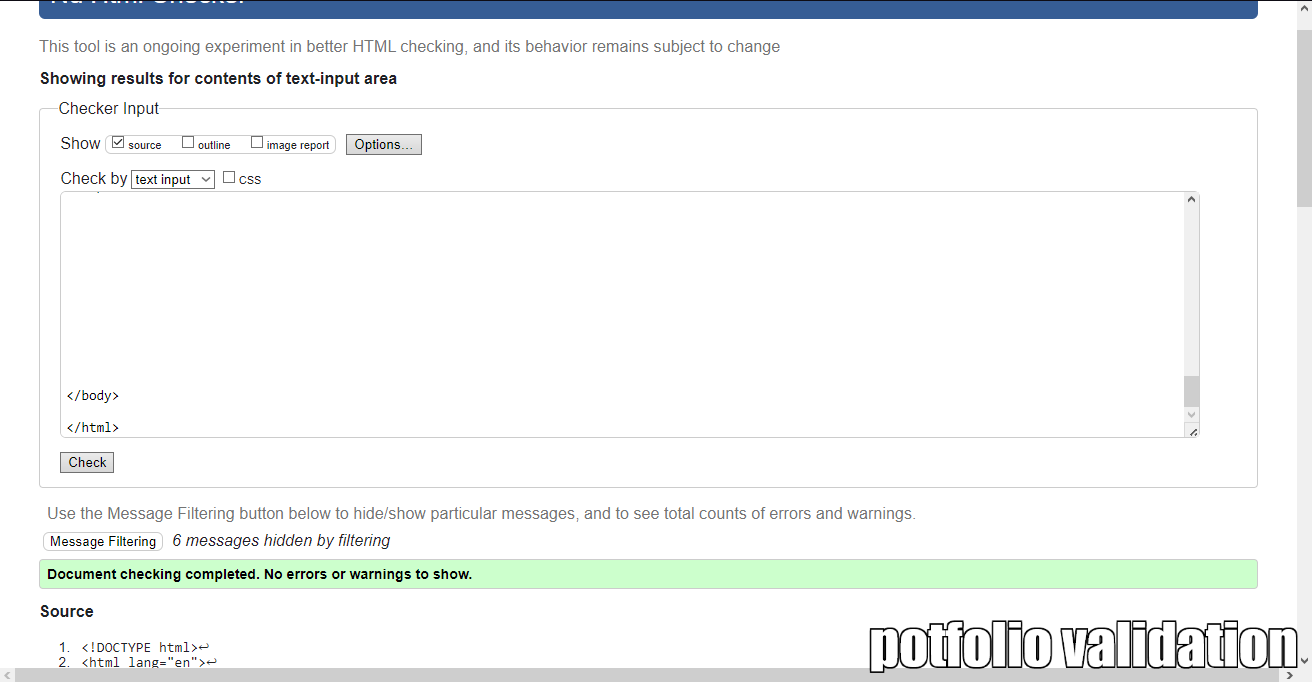 Nu Html Checker
This tool is an ongoing experiment in better HTML checking, and its behavior remains subject to change
Showing results for contents of text-input area
Checker Input
Show source outline image report Options...
Check by text input css
</body>
</html>
Check
Use the Message Filtering button below to hide/show particular messages, and to see total counts of errors and warnings.
Message Filtering 6 messages hidden by filtering
Document checking completed. No errors or warnings to show.
Source
1. <!DOCTYPE html>↩
2. <html lang="en">↩
potfolio validation